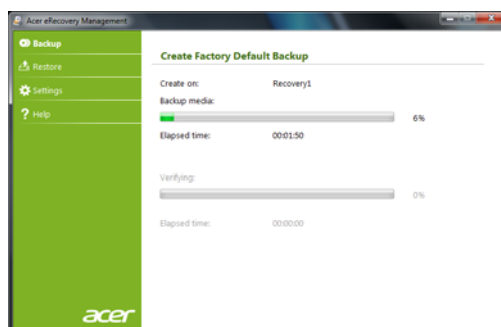 Acer eRecovery Management
Backup
Restore
Settings
? Help
Create Factory Default Backup
Create on: Recovery1
Backup media:
6%
Elapsed time: 00:01:50
Verifying:
0%
Elapsed time: 00:00:00
acer